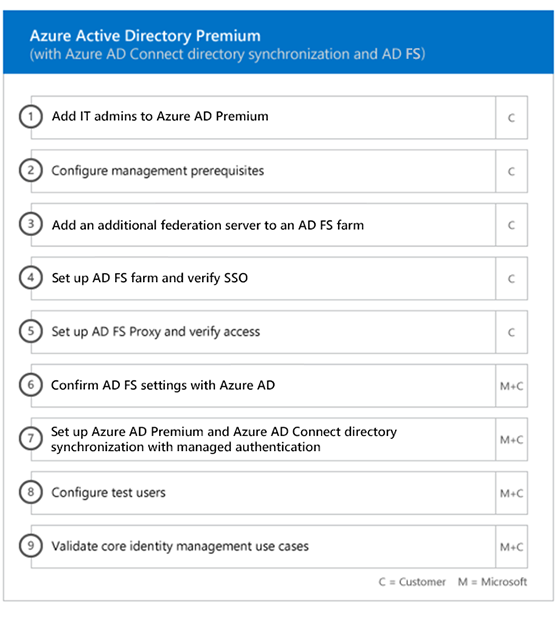 Azure Active Directory Premium
(with Azure AD Connect directory synchronization and AD FS)
1 Add IT admins to Azure AD Premium C
2 Configure management prerequisites C
3 Add an additional federation server to an AD FS farm C
4 Set up AD FS farm and verify SSO C
5 Set up AD FS Proxy and verify access C
6 Confirm AD FS settings with Azure AD M+C
7 Set up Azure AD Premium and Azure AD Connect directory
synchronization with managed authentication M+C
8 Configure test users M+C
9 Validate core identity management use cases M+C
C = Customer M = Microsoft